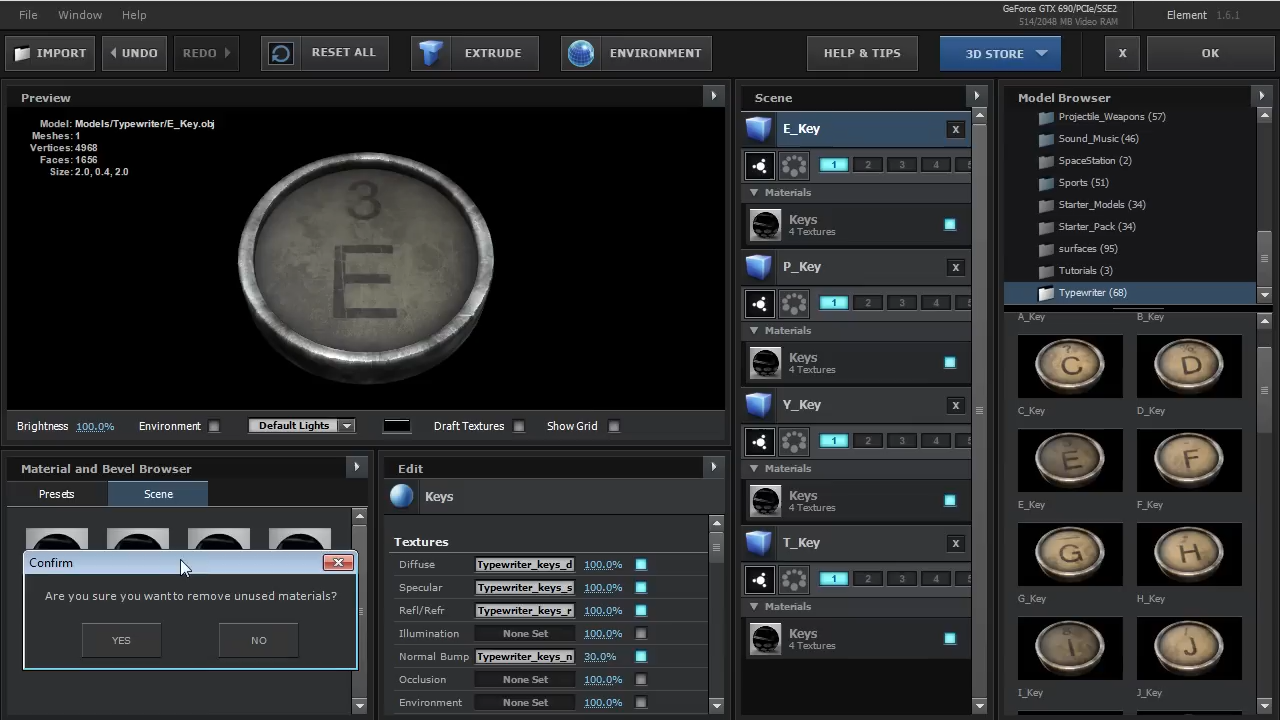 File Window Help
GeForce GTX 690/PCIe/SSE2
514/2048 MB Video RAM
Element 1.6.1
IMPORT UNDO REDO RESET ALL EXTRUDE ENVIRONMENT HELP & TIPS 3D STORE X OK
Preview
Model: Models/Typewriter/E_Key.obj
Meshes: 1
Vertices: 4968
Faces: 1656
Size: 2.0, 0.4, 2.0
3
E
Brightness 100.0% Environment Default Lights Draft Textures Show Grid
Material and Bevel Browser
Presets Scene
Confirm
Are you sure you want to remove unused materials?
YES NO
Edit
Keys
Textures
Diffuse Typewriter_keys_d 100.0%
Specular Typewriter_keys_s 100.0%
Refl/Refr Typewriter_keys_r 100.0%
Illumination None Set 100.0%
Normal Bump Typewriter_keys_n 30.0%
Occlusion None Set 100.0%
Environment None Set 100.0%
Scene
E_Key x
1 2 3 4 5
Materials
Keys
4 Textures
P_Key x
1 2 3 4 5
Materials
Keys
4 Textures
Y_Key x
1 2 3 4 5
Materials
Keys
4 Textures
T_Key x
1 2 3 4 5
Materials
Keys
4 Textures
Model Browser
Projectile_Weapons (57)
Sound_Music (46)
SpaceStation (2)
Sports (51)
Starter_Models (34)
Starter_Pack (34)
surfaces (95)
Tutorials (3)
Typewriter (68)
A_Key B_Key
C D
C_Key D_Key
E F
E_Key F_Key
G H
G_Key H_Key
I J
I_Key J_Key